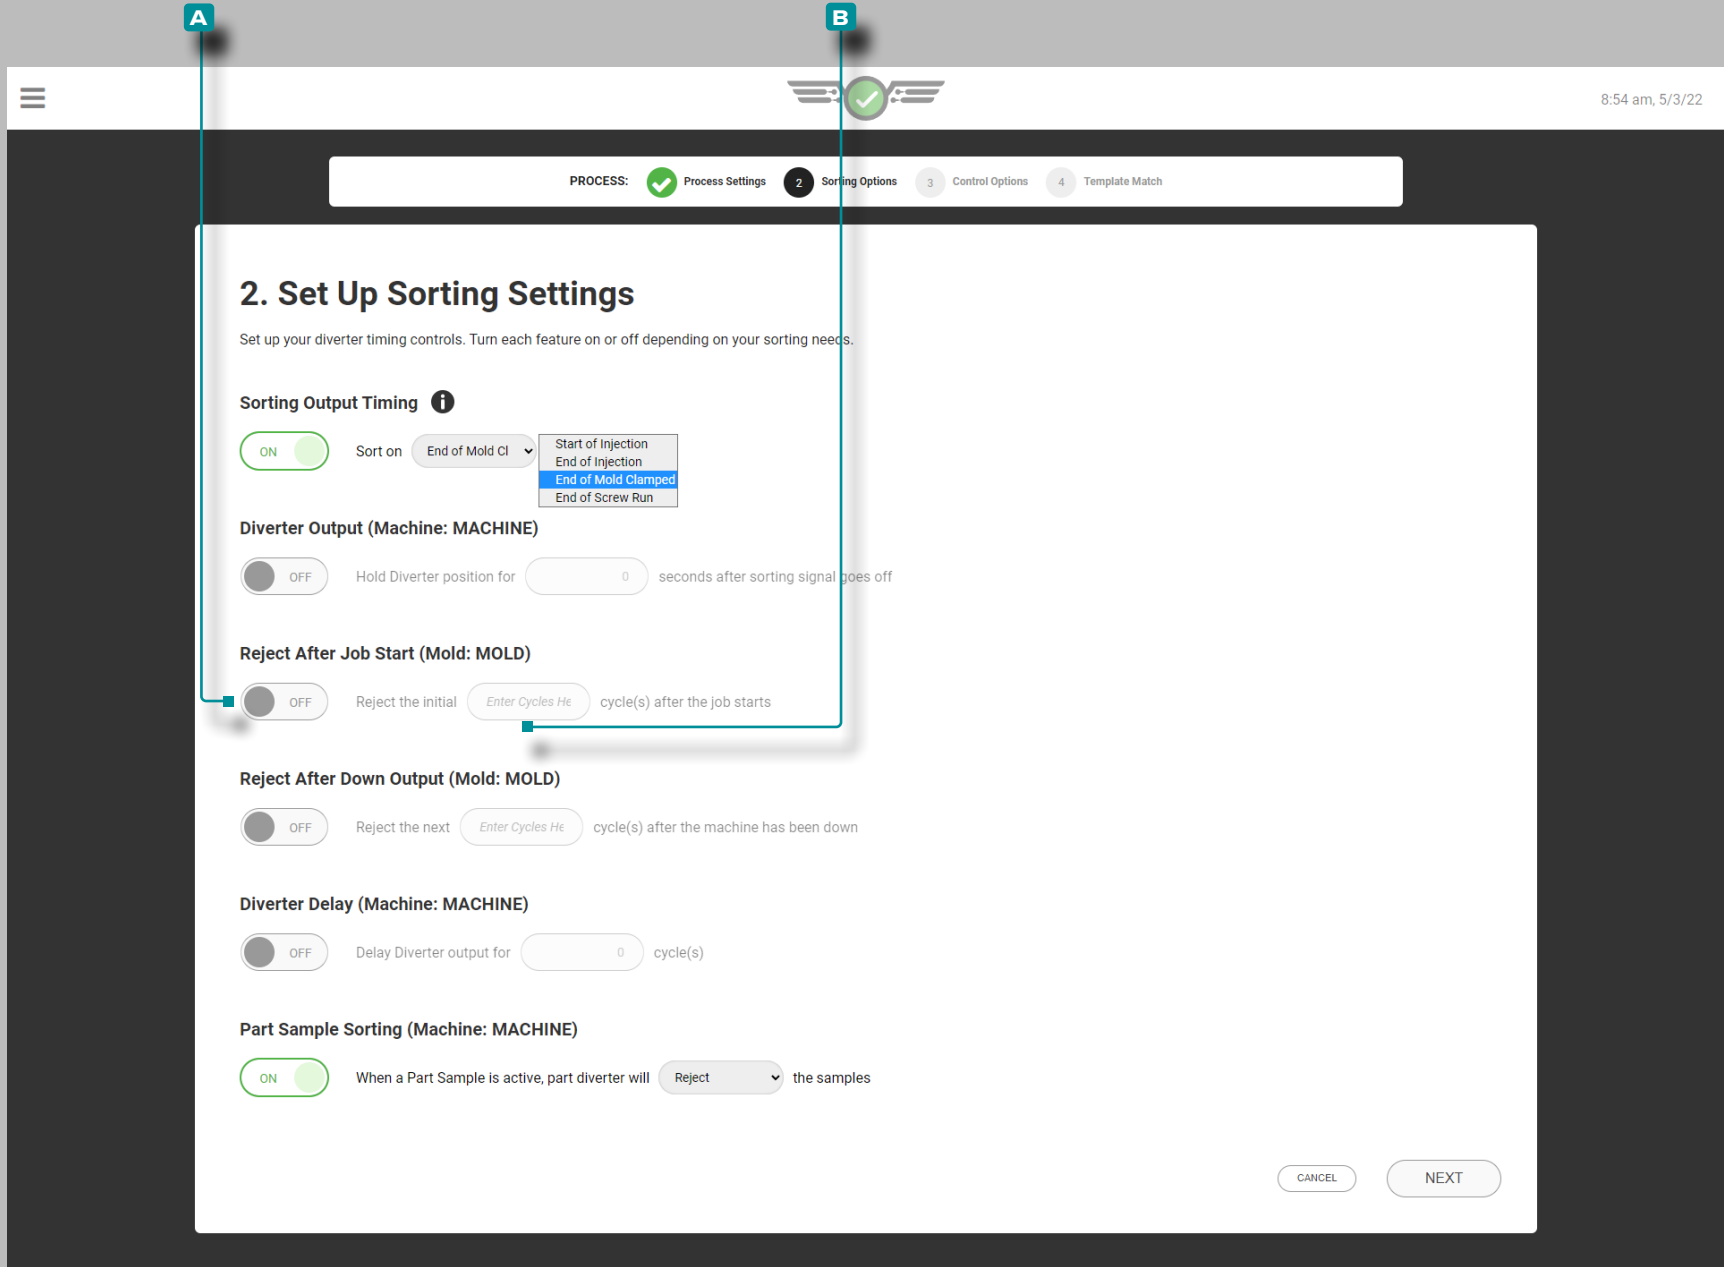 A B
8:54 am, 5/3/22
PROCESS: Process Settings 2 Sorting Options 3 Control Options 4 Template Match
2. Set Up Sorting Settings
Set up your diverter timing controls. Turn each feature on or off depending on your sorting needs.
Sorting Output Timing i
ON Sort on End of Mold Cl
Start of Injection
End of Injection
End of Mold Clamped
End of Screw Run
Diverter Output (Machine: MACHINE)
OFF Hold Diverter position for 0 seconds after sorting signal goes off
Reject After Job Start (Mold: MOLD)
OFF Reject the initial Enter Cycles He cycle(s) after the job starts
Reject After Down Output (Mold: MOLD)
OFF Reject the next Enter Cycles He cycle(s) after the machine has been down
Diverter Delay (Machine: MACHINE)
OFF Delay Diverter output for 0 cycle(s)
Part Sample Sorting (Machine: MACHINE)
ON When a Part Sample is active, part diverter will Reject the samples
CANCEL NEXT